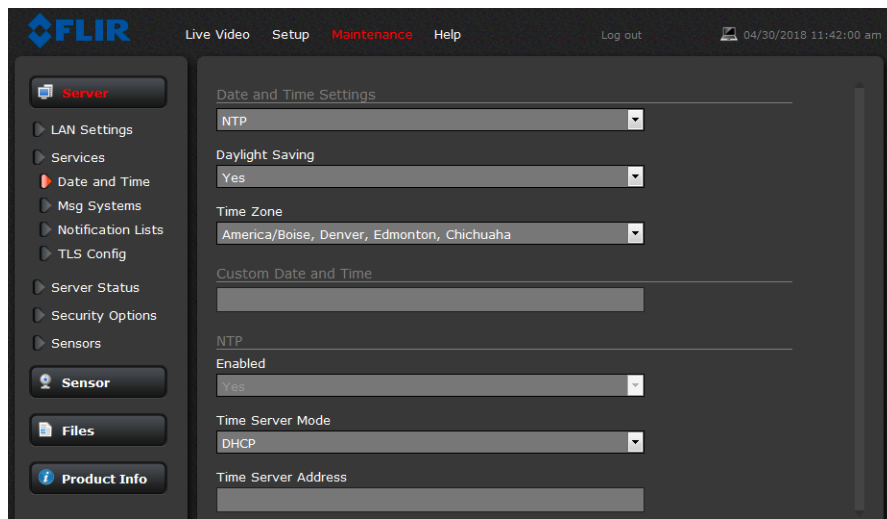 FLIR
Live Video Setup Maintenance Help Log out 04/30/2018 11:42:00 am
Server
LAN Settings
Services
Date and Time
Msg Systems
Notification Lists
TLS Config
Server Status
Security Options
Sensors
Sensor
Files
Product Info
Date and Time Settings
NTP
Daylight Saving
Yes
Time Zone
America/Boise, Denver, Edmonton, Chichuaha
Custom Date and Time
NTP
Enabled
Yes
Time Server Mode
DHCP
Time Server Address